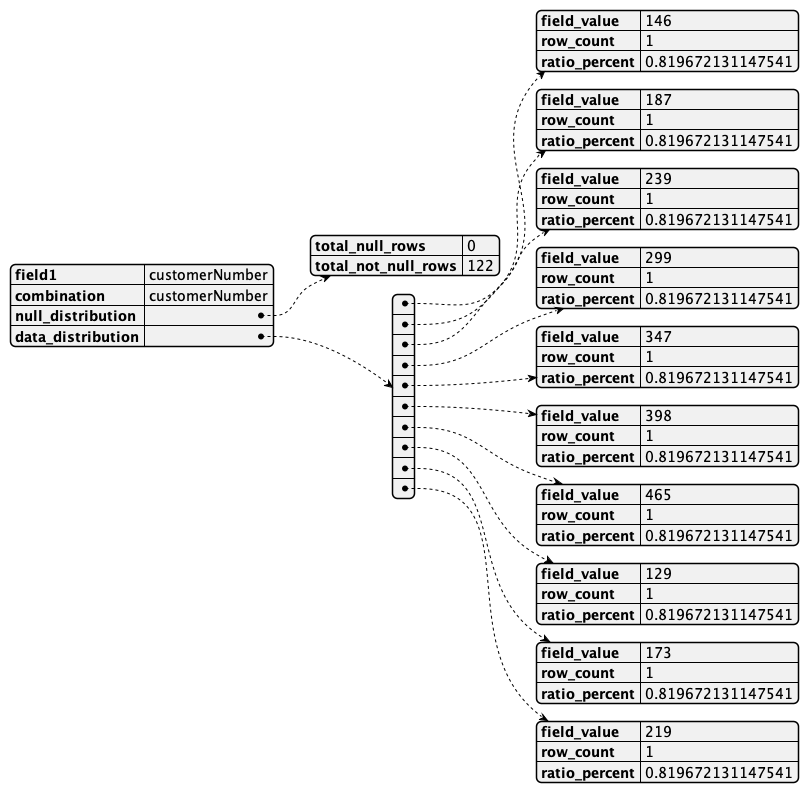 field1 customerNumber
combination customerNumber
null_distribution
data_distribution
total_null_rows 0
total_not_null_rows 122
field_value 146
row_count 1
ratio_percent 0.819672131147541
field_value 187
row_count 1
ratio_percent 0.819672131147541
field_value 239
row_count 1
ratio_percent 0.819672131147541
field_value 299
row_count 1
ratio_percent 0.819672131147541
field_value 347
row_count 1
ratio_percent 0.819672131147541
field_value 398
row_count 1
ratio_percent 0.819672131147541
field_value 465
row_count 1
ratio_percent 0.819672131147541
field_value 129
row_count 1
ratio_percent 0.819672131147541
field_value 173
row_count 1
ratio_percent 0.819672131147541
field_value 219
row_count 1
ratio_percent 0.819672131147541